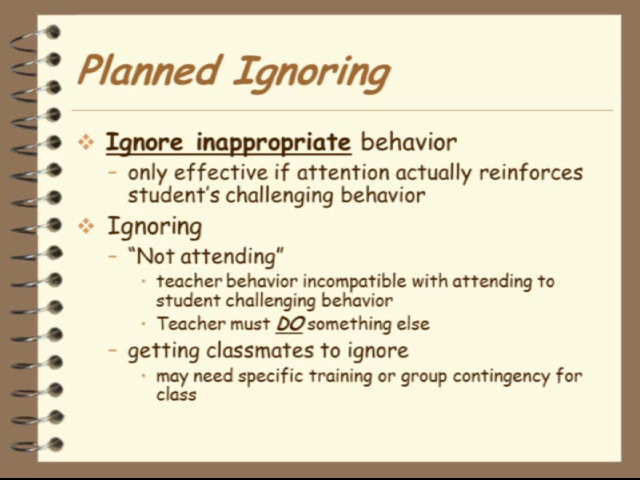 Planned Ignoring
Ignore inappropriate behavior
– only effective if attention actually reinforces
student's challenging behavior
Ignoring
– "Not attending"
· teacher behavior incompatible with attending to
student challenging behavior
· Teacher must DO something else
– getting classmates to ignore
· may need specific training or group contingency for
class